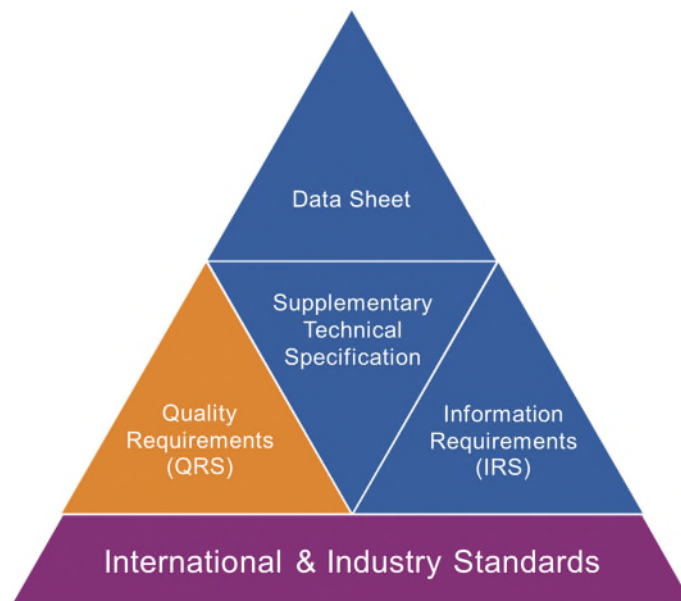 Data Sheet
Supplementary
Technical
Specification
Quality
Requirements
(QRS)
Information
Requirements
(IRS)
International & Industry Standards